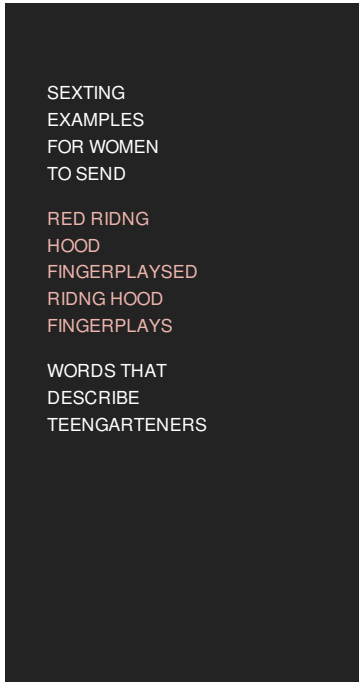 SEXTING
EXAMPLES
FOR WOMEN
TO SEND
RED RIDNG
HOOD
FINGERPLAYSED
RIDNG HOOD
FINGERPLAYS
WORDS THAT
DESCRIBE
TEENGARTENERS